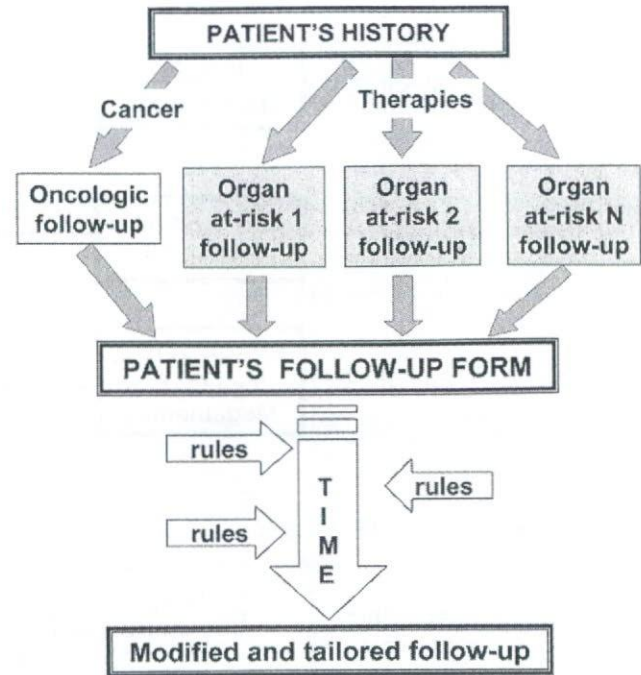 PATIENT'S HISTORY
Cancer
Therapies
Oncologic
follow-up
Organ
at-risk 1
follow-up
Organ
at-risk 2
follow-up
Organ
at-risk N
follow-up
PATIENT'S FOLLOW-UP FORM
rules
rules
rules
T
I
M
E
Modified and tailored follow-up